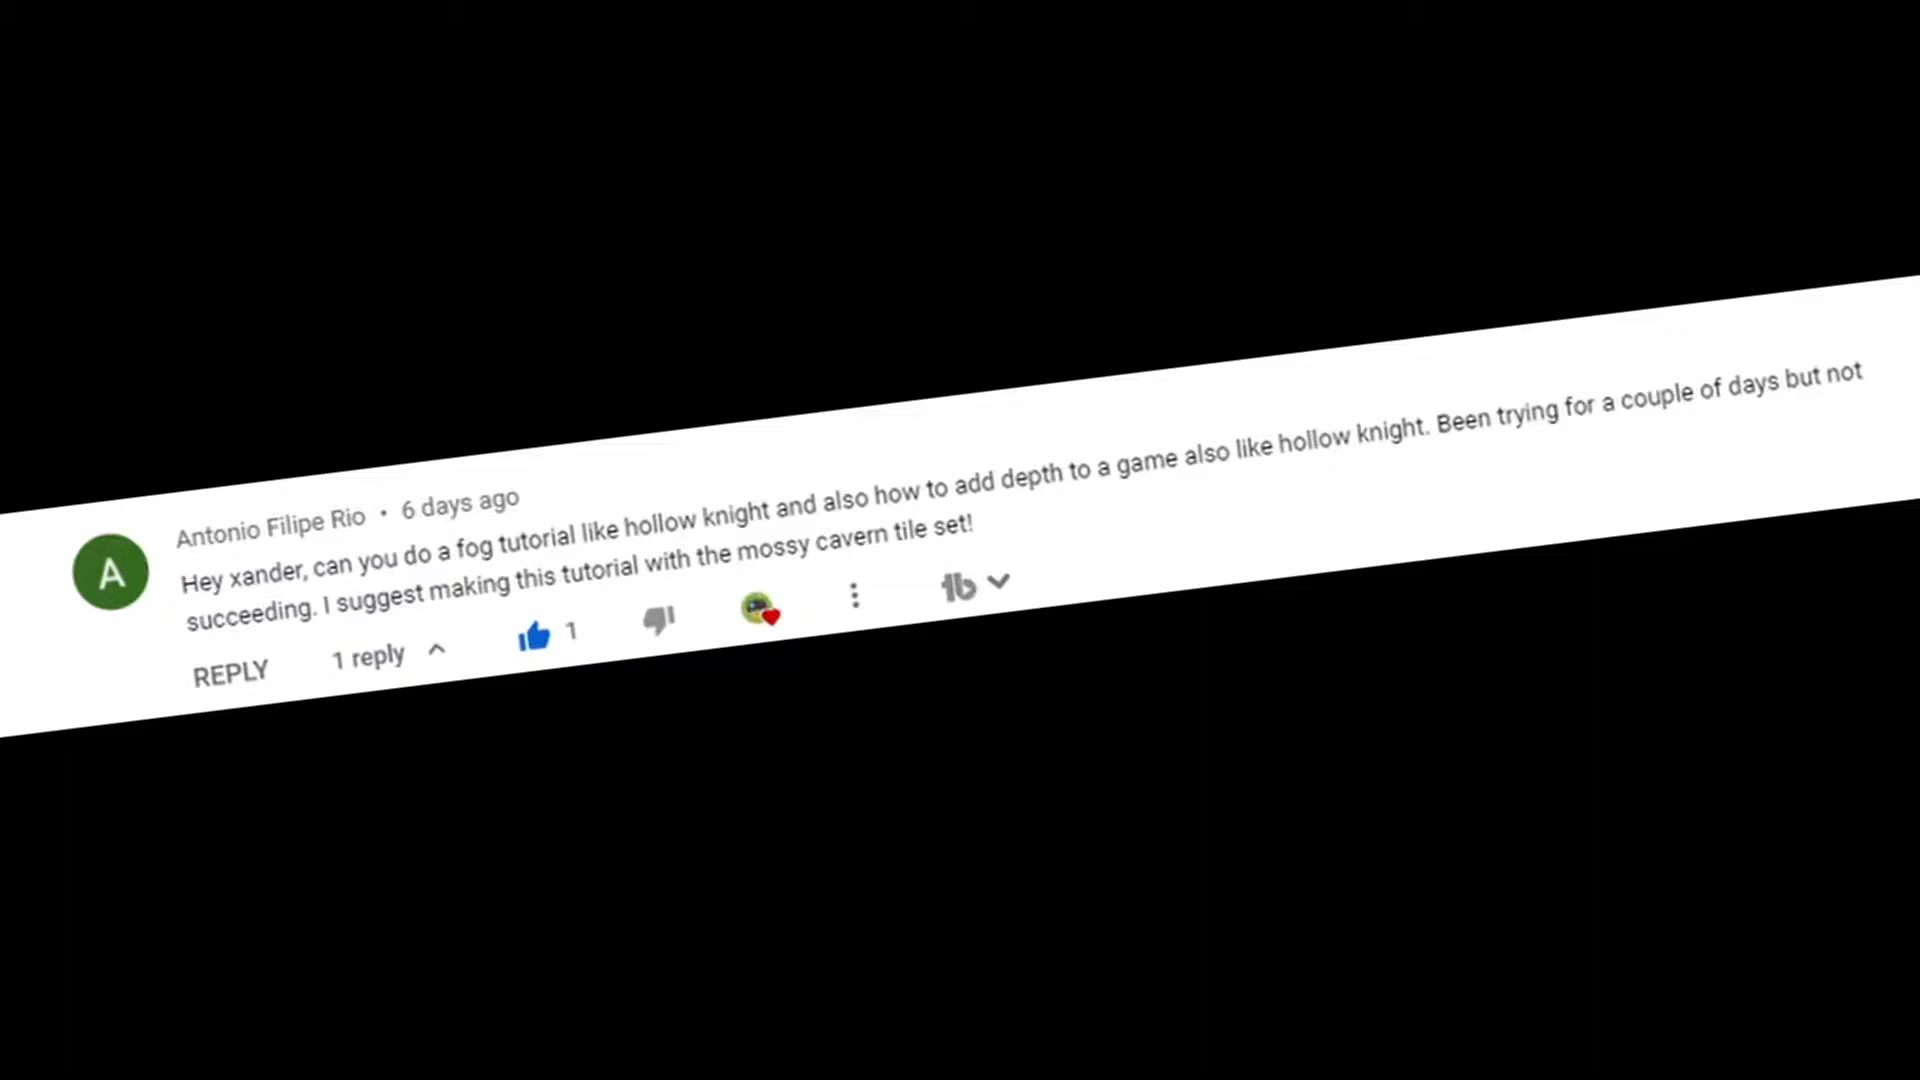 Antonio Filipe Rio • 6 days ago
Hey xander, can you do a fog tutorial like hollow knight and also how to add depth to a game also like hollow knight. Been trying for a couple of days but not
succeeding. I suggest making this tutorial with the mossy cavern tile set!
REPLY 1 reply 1
A